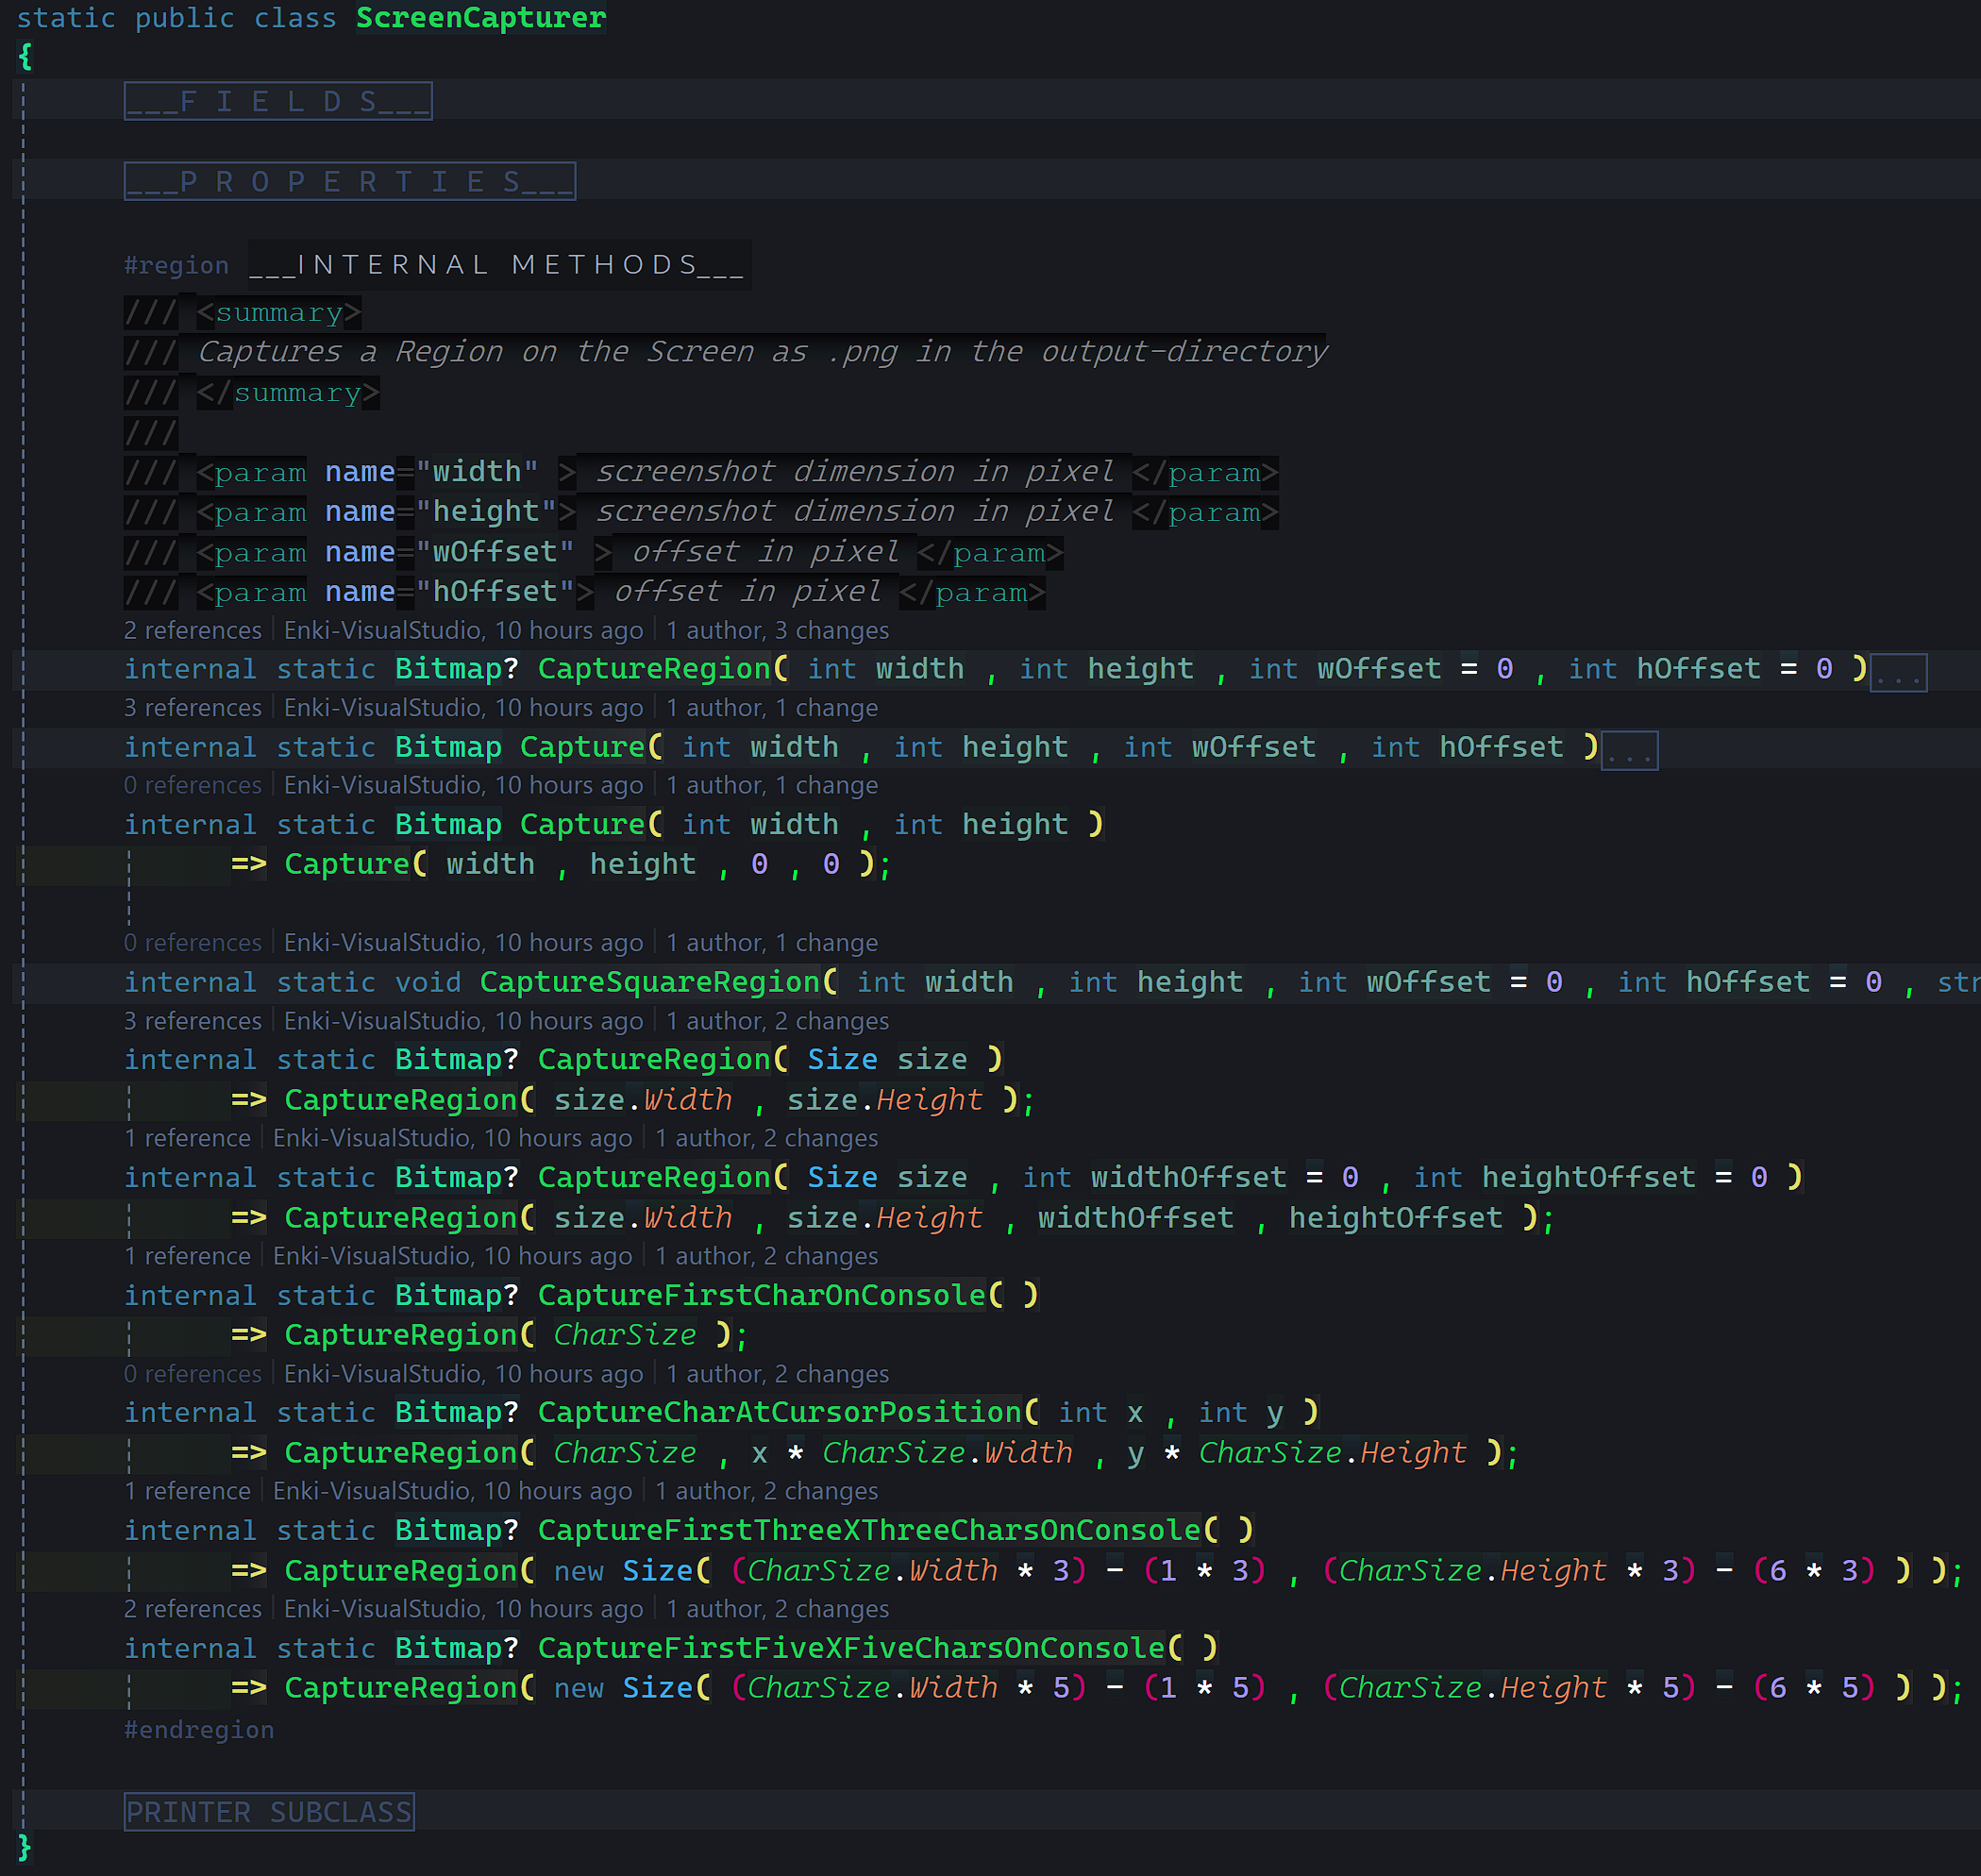 static public class ScreenCapturer
{
___F I E L D S___
___P R O P E R T I E S___
#region ___I N T E R N A L  M E T H O D S___
/// <summary>
/// Captures a Region on the Screen as .png in the output-directory
/// </summary>
///
/// <param name="width" > screenshot dimension in pixel </param>
/// <param name="height"> screenshot dimension in pixel </param>
/// <param name="wOffset" > offset in pixel </param>
/// <param name="hOffset"> offset in pixel </param>
2 references | Enki-VisualStudio, 10 hours ago | 1 author, 3 changes
internal static Bitmap? CaptureRegion( int width , int height , int wOffset = 0 , int hOffset = 0 )...
3 references | Enki-VisualStudio, 10 hours ago | 1 author, 1 change
internal static Bitmap Capture( int width , int height , int wOffset , int hOffset )...
0 references | Enki-VisualStudio, 10 hours ago | 1 author, 1 change
internal static Bitmap Capture( int width , int height )
=> Capture( width , height , 0 , 0 );
0 references | Enki-VisualStudio, 10 hours ago | 1 author, 1 change
internal static void CaptureSquareRegion( int width , int height , int wOffset = 0 , int hOffset = 0 , str
3 references | Enki-VisualStudio, 10 hours ago | 1 author, 2 changes
internal static Bitmap? CaptureRegion( Size size )
=> CaptureRegion( size.Width , size.Height );
1 reference | Enki-VisualStudio, 10 hours ago | 1 author, 2 changes
internal static Bitmap? CaptureRegion( Size size , int widthOffset = 0 , int heightOffset = 0 )
=> CaptureRegion( size.Width , size.Height , widthOffset , heightOffset );
1 reference | Enki-VisualStudio, 10 hours ago | 1 author, 2 changes
internal static Bitmap? CaptureFirstCharOnConsole( )
=> CaptureRegion( CharSize );
0 references | Enki-VisualStudio, 10 hours ago | 1 author, 2 changes
internal static Bitmap? CaptureCharAtCursorPosition( int x , int y )
=> CaptureRegion( CharSize , x * CharSize.Width , y * CharSize.Height );
1 reference | Enki-VisualStudio, 10 hours ago | 1 author, 2 changes
internal static Bitmap? CaptureFirstThreeXThreeCharsOnConsole( )
=> CaptureRegion( new Size( (CharSize.Width * 3) - (1 * 3) , (CharSize.Height * 3) - (6 * 3) ) );
2 references | Enki-VisualStudio, 10 hours ago | 1 author, 2 changes
internal static Bitmap? CaptureFirstFiveXFiveCharsOnConsole( )
=> CaptureRegion( new Size( (CharSize.Width * 5) - (1 * 5) , (CharSize.Height * 5) - (6 * 5) ) );
#endregion
PRINTER SUBCLASS
}